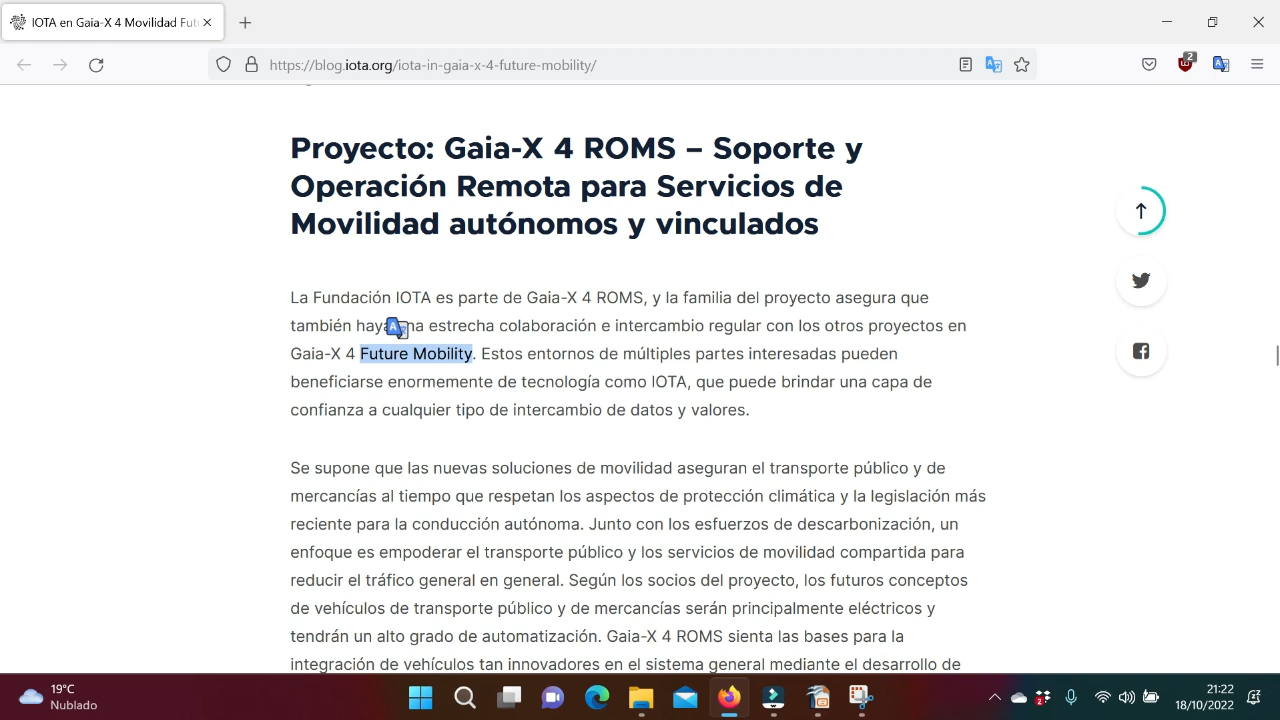 IOTA en Gaia-X 4 Movilidad Fut
https://blog.iota.org/iota-in-gaia-x-4-future-mobility/
2
Proyecto: Gaia-X 4 ROMS – Soporte y
Operación Remota para Servicios de
Movilidad autónomos y vinculados
La Fundación IOTA es parte de Gaia-X 4 ROMS, y la familia del proyecto asegura que
también haya una estrecha colaboración e intercambio regular con los otros proyectos en
Gaia-X 4 Future Mobility. Estos entornos de múltiples partes interesadas pueden
beneficiarse enormemente de tecnología como IOTA, que puede brindar una capa de
confianza a cualquier tipo de intercambio de datos y valores.
Se supone que las nuevas soluciones de movilidad aseguran el transporte público y de
mercancías al tiempo que respetan los aspectos de protección climática y la legislación más
reciente para la conducción autónoma. Junto con los esfuerzos de descarbonización, un
enfoque es empoderar el transporte público y los servicios de movilidad compartida para
reducir el tráfico general en general. Según los socios del proyecto, los futuros conceptos
de vehículos de transporte público y de mercancías serán principalmente eléctricos y
tendrán un alto grado de automatización. Gaia-X 4 ROMS sienta las bases para la
integración de vehículos tan innovadores en el sistema general mediante el desarrollo de
19°C
Nublado
2
21:22
18/10/2022